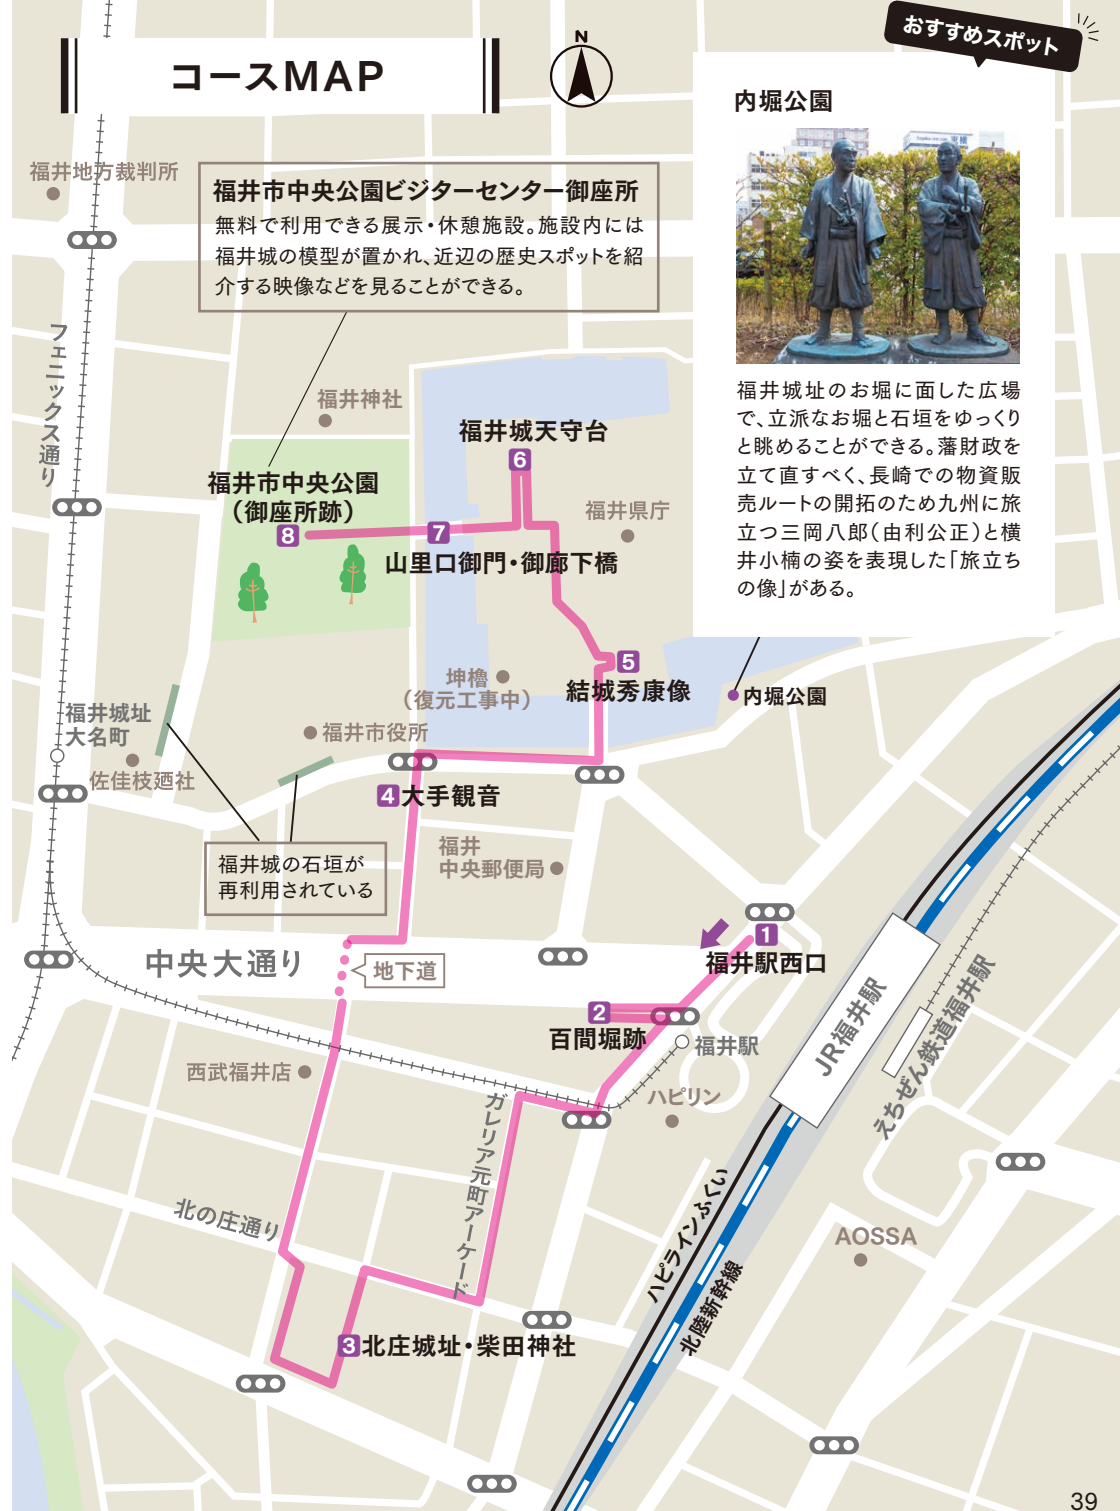 コースMAP
N
おすすめスポット
内堀公園
福井城址のお堀に面した広場
で、立派なお堀と石垣をゆっくり
と眺めることができる。藩財政を
立て直すべく、長崎での物資販
売ルートの開拓のため九州に旅
立つ三岡八郎(由利公正)と横
井小楠の姿を表現した「旅立ち
の像」がある。
福井地方裁判所
福井市中央公園ビジターセンター御座所
無料で利用できる展示・休憩施設。施設内には
福井城の模型が置かれ、近辺の歴史スポットを紹
介する映像などを見ることができる。
フェニックス通り
福井神社
福井城天守台
6
福井市中央公園
(御座所跡)
8
7
山里口御門・御廊下橋
福井県庁
5
結城秀康像
坤櫓
(復元工事中)
内堀公園
福井城址
大名町
佐佳枝廼社
福井市役所
4 大手観音
福井
中央郵便局
福井城の石垣が
再利用されている
中央大通り
地下道
1
福井駅西口
2
百間堀跡
福井駅
JR福井駅
えちぜん鉄道福井駅
西武福井店
ハピリン
ガレリア元町アーケード
北の庄通り
ハピラインふくい
北陸新幹線
AOSSA
3 北庄城址・柴田神社
39